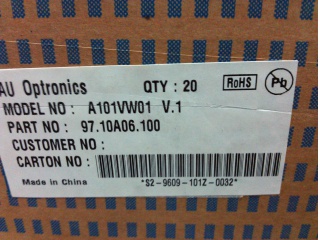 AU Optronics QTY : 20 RoHS Pb
MODEL NO : A101VW01 V.1
PART NO : 97.10A06.100
CUSTOMER NO :
CARTON NO :
Made in China *S2-9609-101Z-0032*